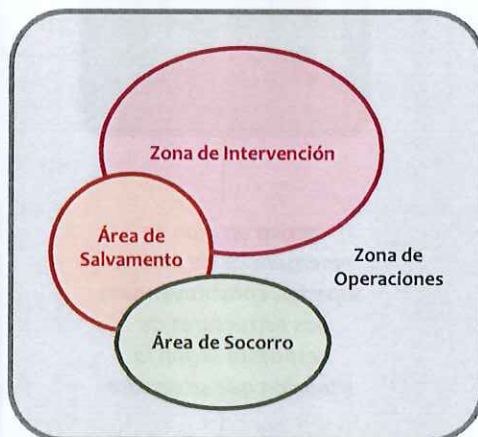 Zona de Intervención
Área de
Salvamento
Zona de
Operaciones
Área de Socorro